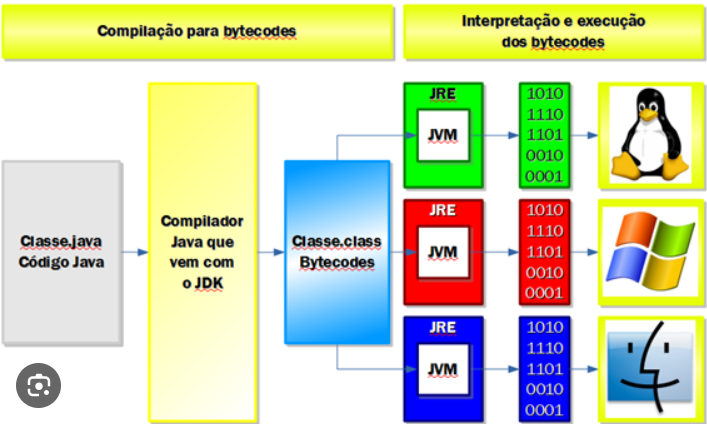 Compilação para bytecodes
Interpretação e execução
dos bytecodes
Classe.java
Código Java
Compilador
Java que
vem com
o JDK
Classe.class
Bytecodes
JRE
JVM
1010
1110
1101
0010
0001
JRE
JVM
1010
1110
1101
0010
0001
JRE
JVM
1010
1110
1101
0010
0001